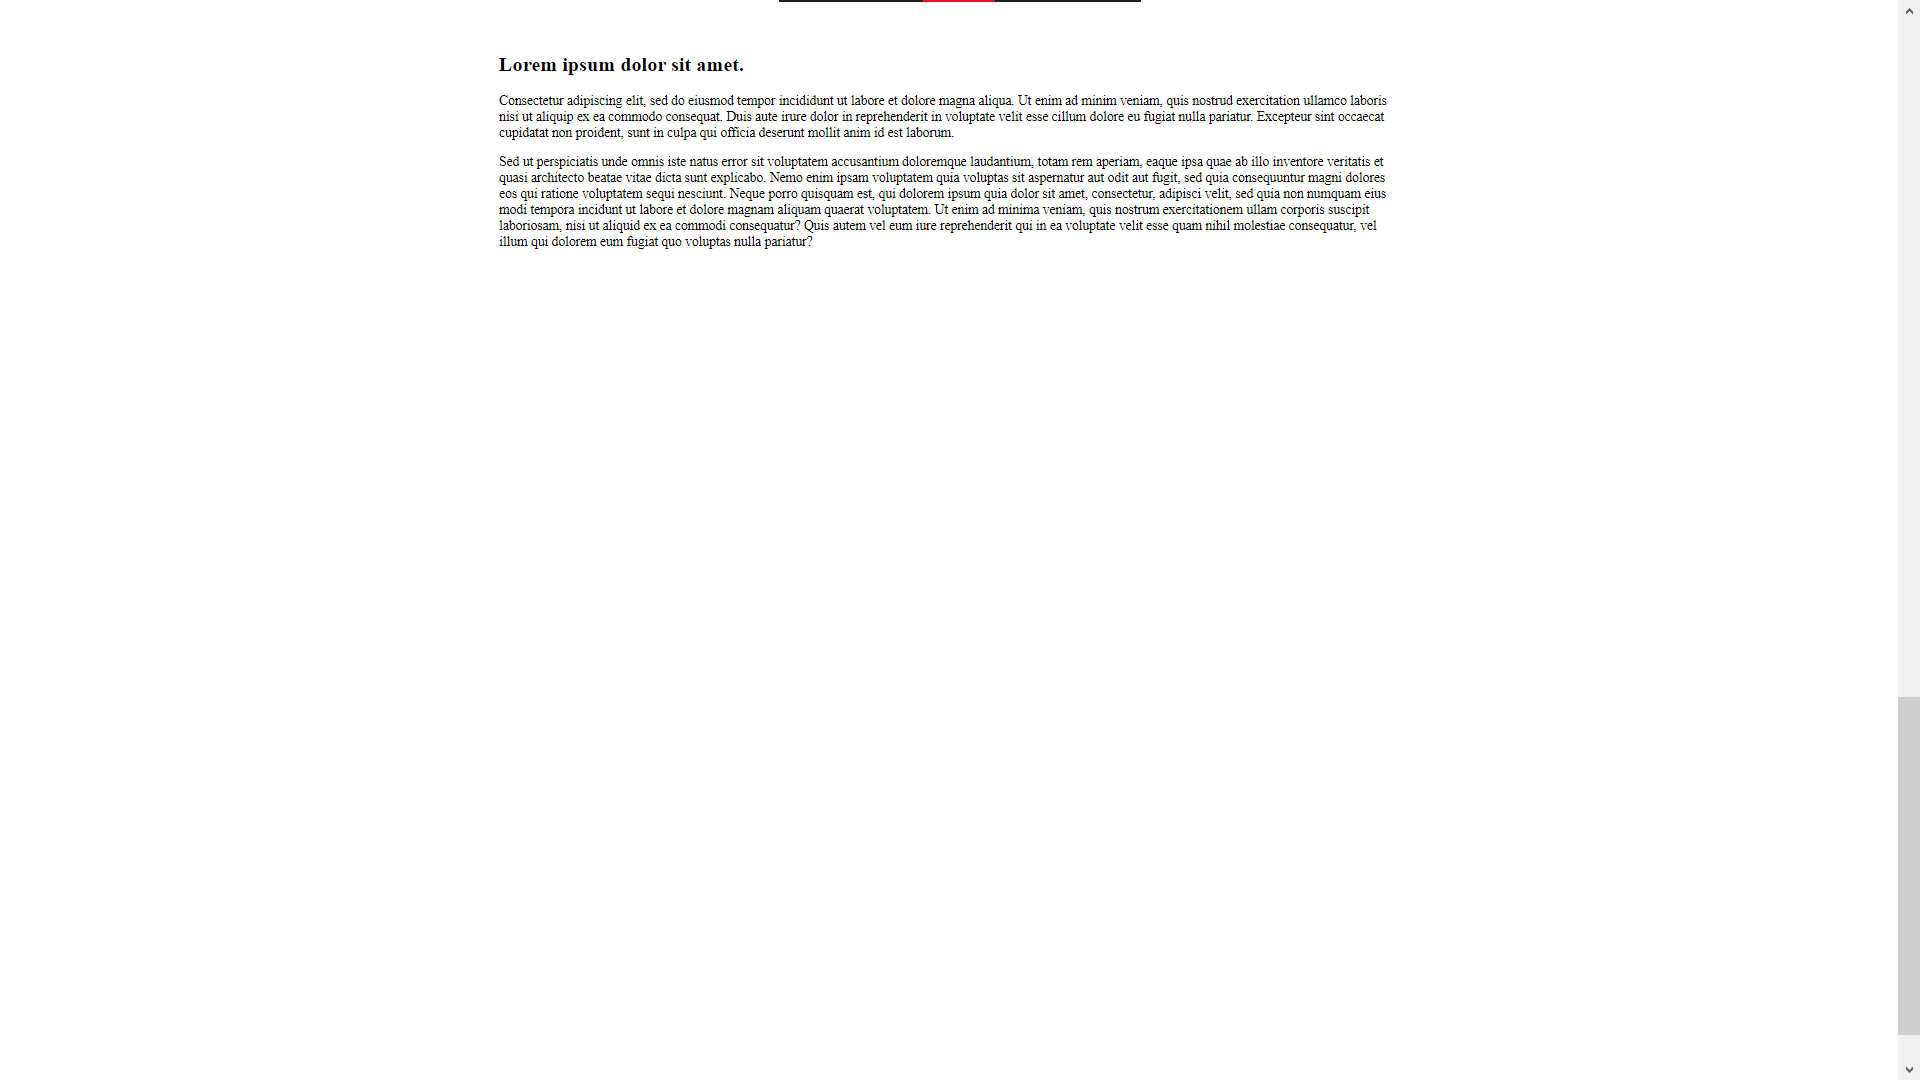 Lorem ipsum dolor sit amet.
Consectetur adipiscing elit, sed do eiusmod tempor incididunt ut labore et dolore magna aliqua. Ut enim ad minim veniam, quis nostrud exercitation ullamco laboris
nisi ut aliquip ex ea commodo consequat. Duis aute irure dolor in reprehenderit in voluptate velit esse cillum dolore eu fugiat nulla pariatur. Excepteur sint occaecat
cupidatat non proident, sunt in culpa qui officia deserunt mollit anim id est laborum.
Sed ut perspiciatis unde omnis iste natus error sit voluptatem accusantium doloremque laudantium, totam rem aperiam, eaque ipsa quae ab illo inventore veritatis et
quasi architecto beatae vitae dicta sunt explicabo. Nemo enim ipsam voluptatem quia voluptas sit aspernatur aut odit aut fugit, sed quia consequuntur magni dolores
eos qui ratione voluptatem sequi nesciunt. Neque porro quisquam est, qui dolorem ipsum quia dolor sit amet, consectetur, adipisci velit, sed quia non numquam eius
modi tempora incidunt ut labore et dolore magnam aliquam quaerat voluptatem. Ut enim ad minima veniam, quis nostrum exercitationem ullam corporis suscipit
laboriosam, nisi ut aliquid ex ea commodi consequatur? Quis autem vel eum iure reprehenderit qui in ea voluptate velit esse quam nihil molestiae consequatur, vel
illum qui dolorem eum fugiat quo voluptas nulla pariatur?